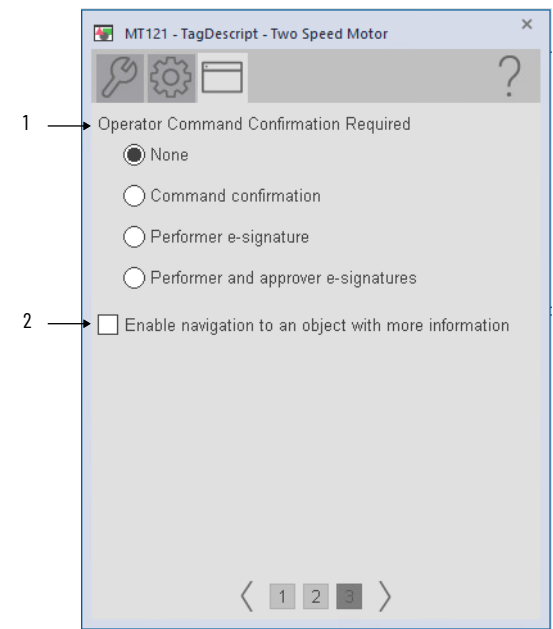 MT121 - TagDescript - Two Speed Motor
?
1 Operator Command Confirmation Required
None
Command confirmation
Performer e-signature
Performer and approver e-signatures
2 Enable navigation to an object with more information
1 2 3